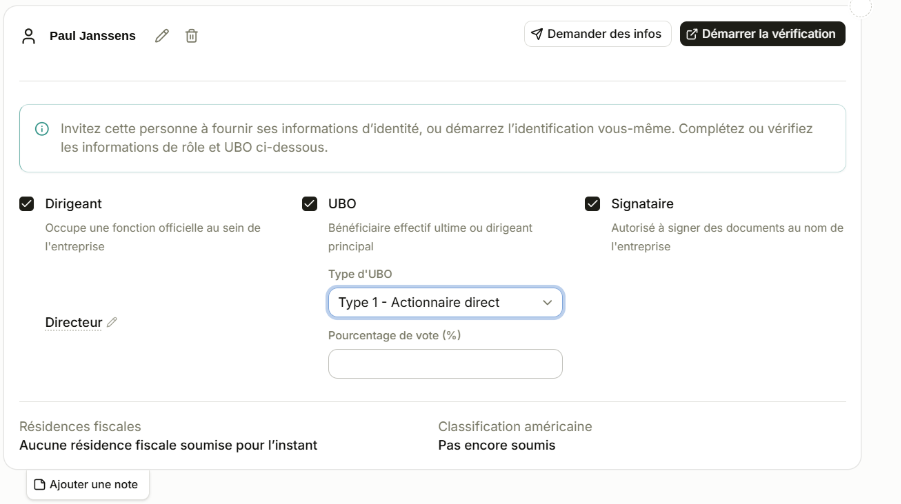 Paul Janssens
Demander des infos
Démarrer la vérification
Invitez cette personne à fournir ses informations d’identité, ou démarrez l’identification vous-même. Complétez ou vérifiez
les informations de rôle et UBO ci-dessous.
Dirigeant
Occupe une fonction officielle au sein de
l'entreprise
Directeur
UBO
Bénéficiaire effectif ultime ou dirigeant
principal
Type d'UBO
Type 1 - Actionnaire direct
Pourcentage de vote (%)
Signataire
Autorisé à signer des documents au nom de
l'entreprise
Résidences fiscales
Aucune résidence fiscale soumise pour l’instant
Classification américaine
Pas encore soumis
Ajouter une note